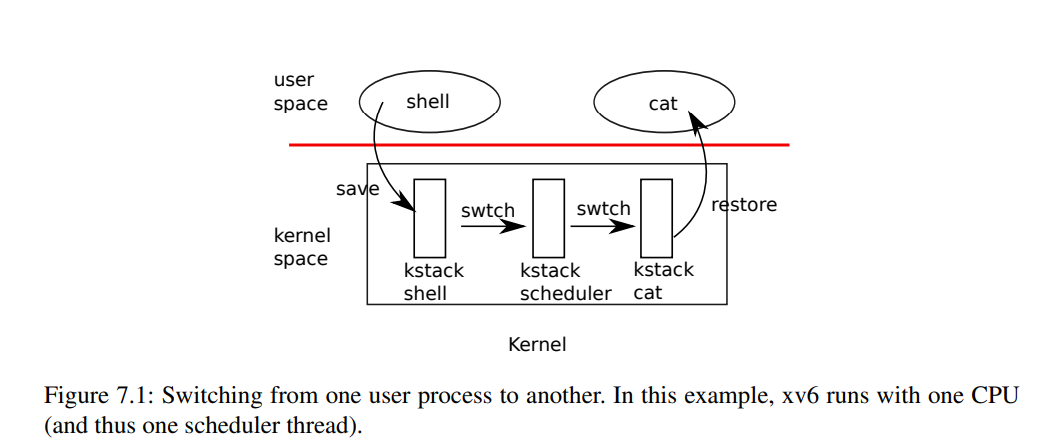 user
space
shell
cat
save
swtch
swtch
restore
kernel
space
kstack
shell
kstack
scheduler
kstack
cat
Kernel
Figure 7.1: Switching from one user process to another. In this example, xv6 runs with one CPU
(and thus one scheduler thread).